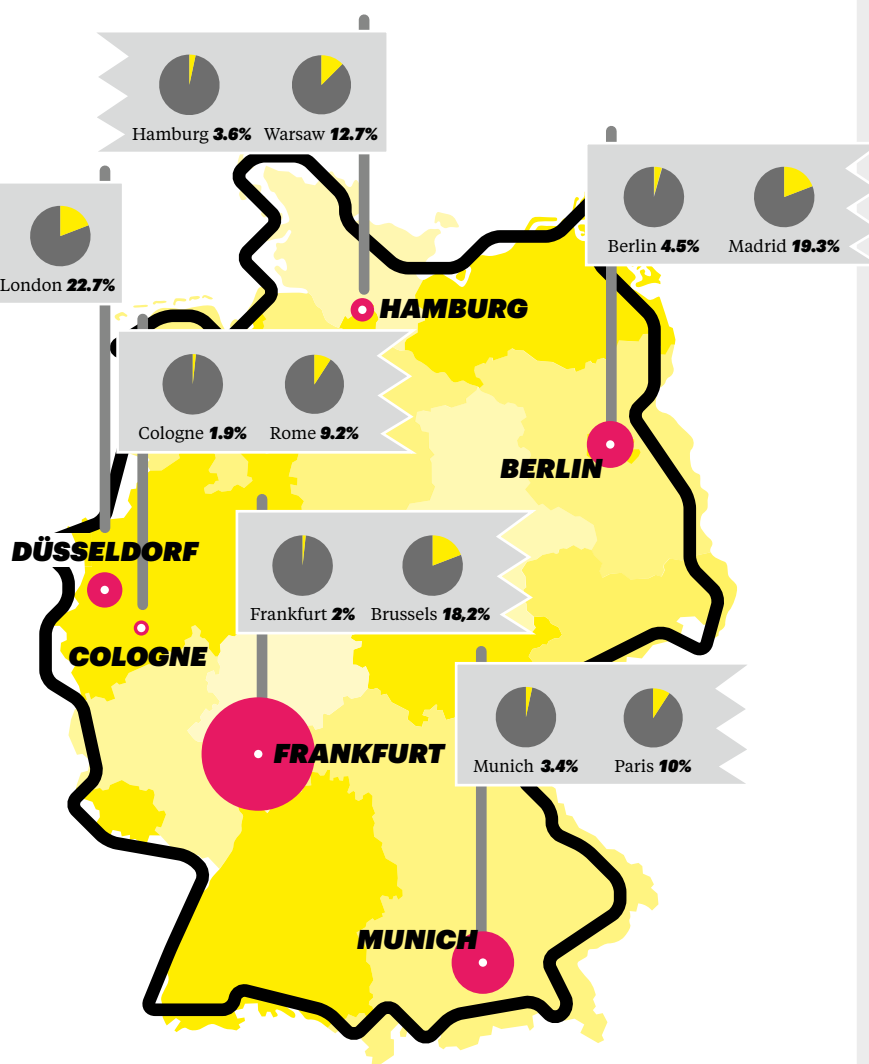 Hamburg 3.6% Warsaw 12.7%
Berlin 4.5% Madrid 19.3%
London 22.7%
HAMBURG
Cologne 1.9% Rome 9.2%
BERLIN
DÜSSELDORF
Frankfurt 2% Brussels 18,2%
COLOGNE
FRANKFURT
Munich 3.4% Paris 10%
MUNICH